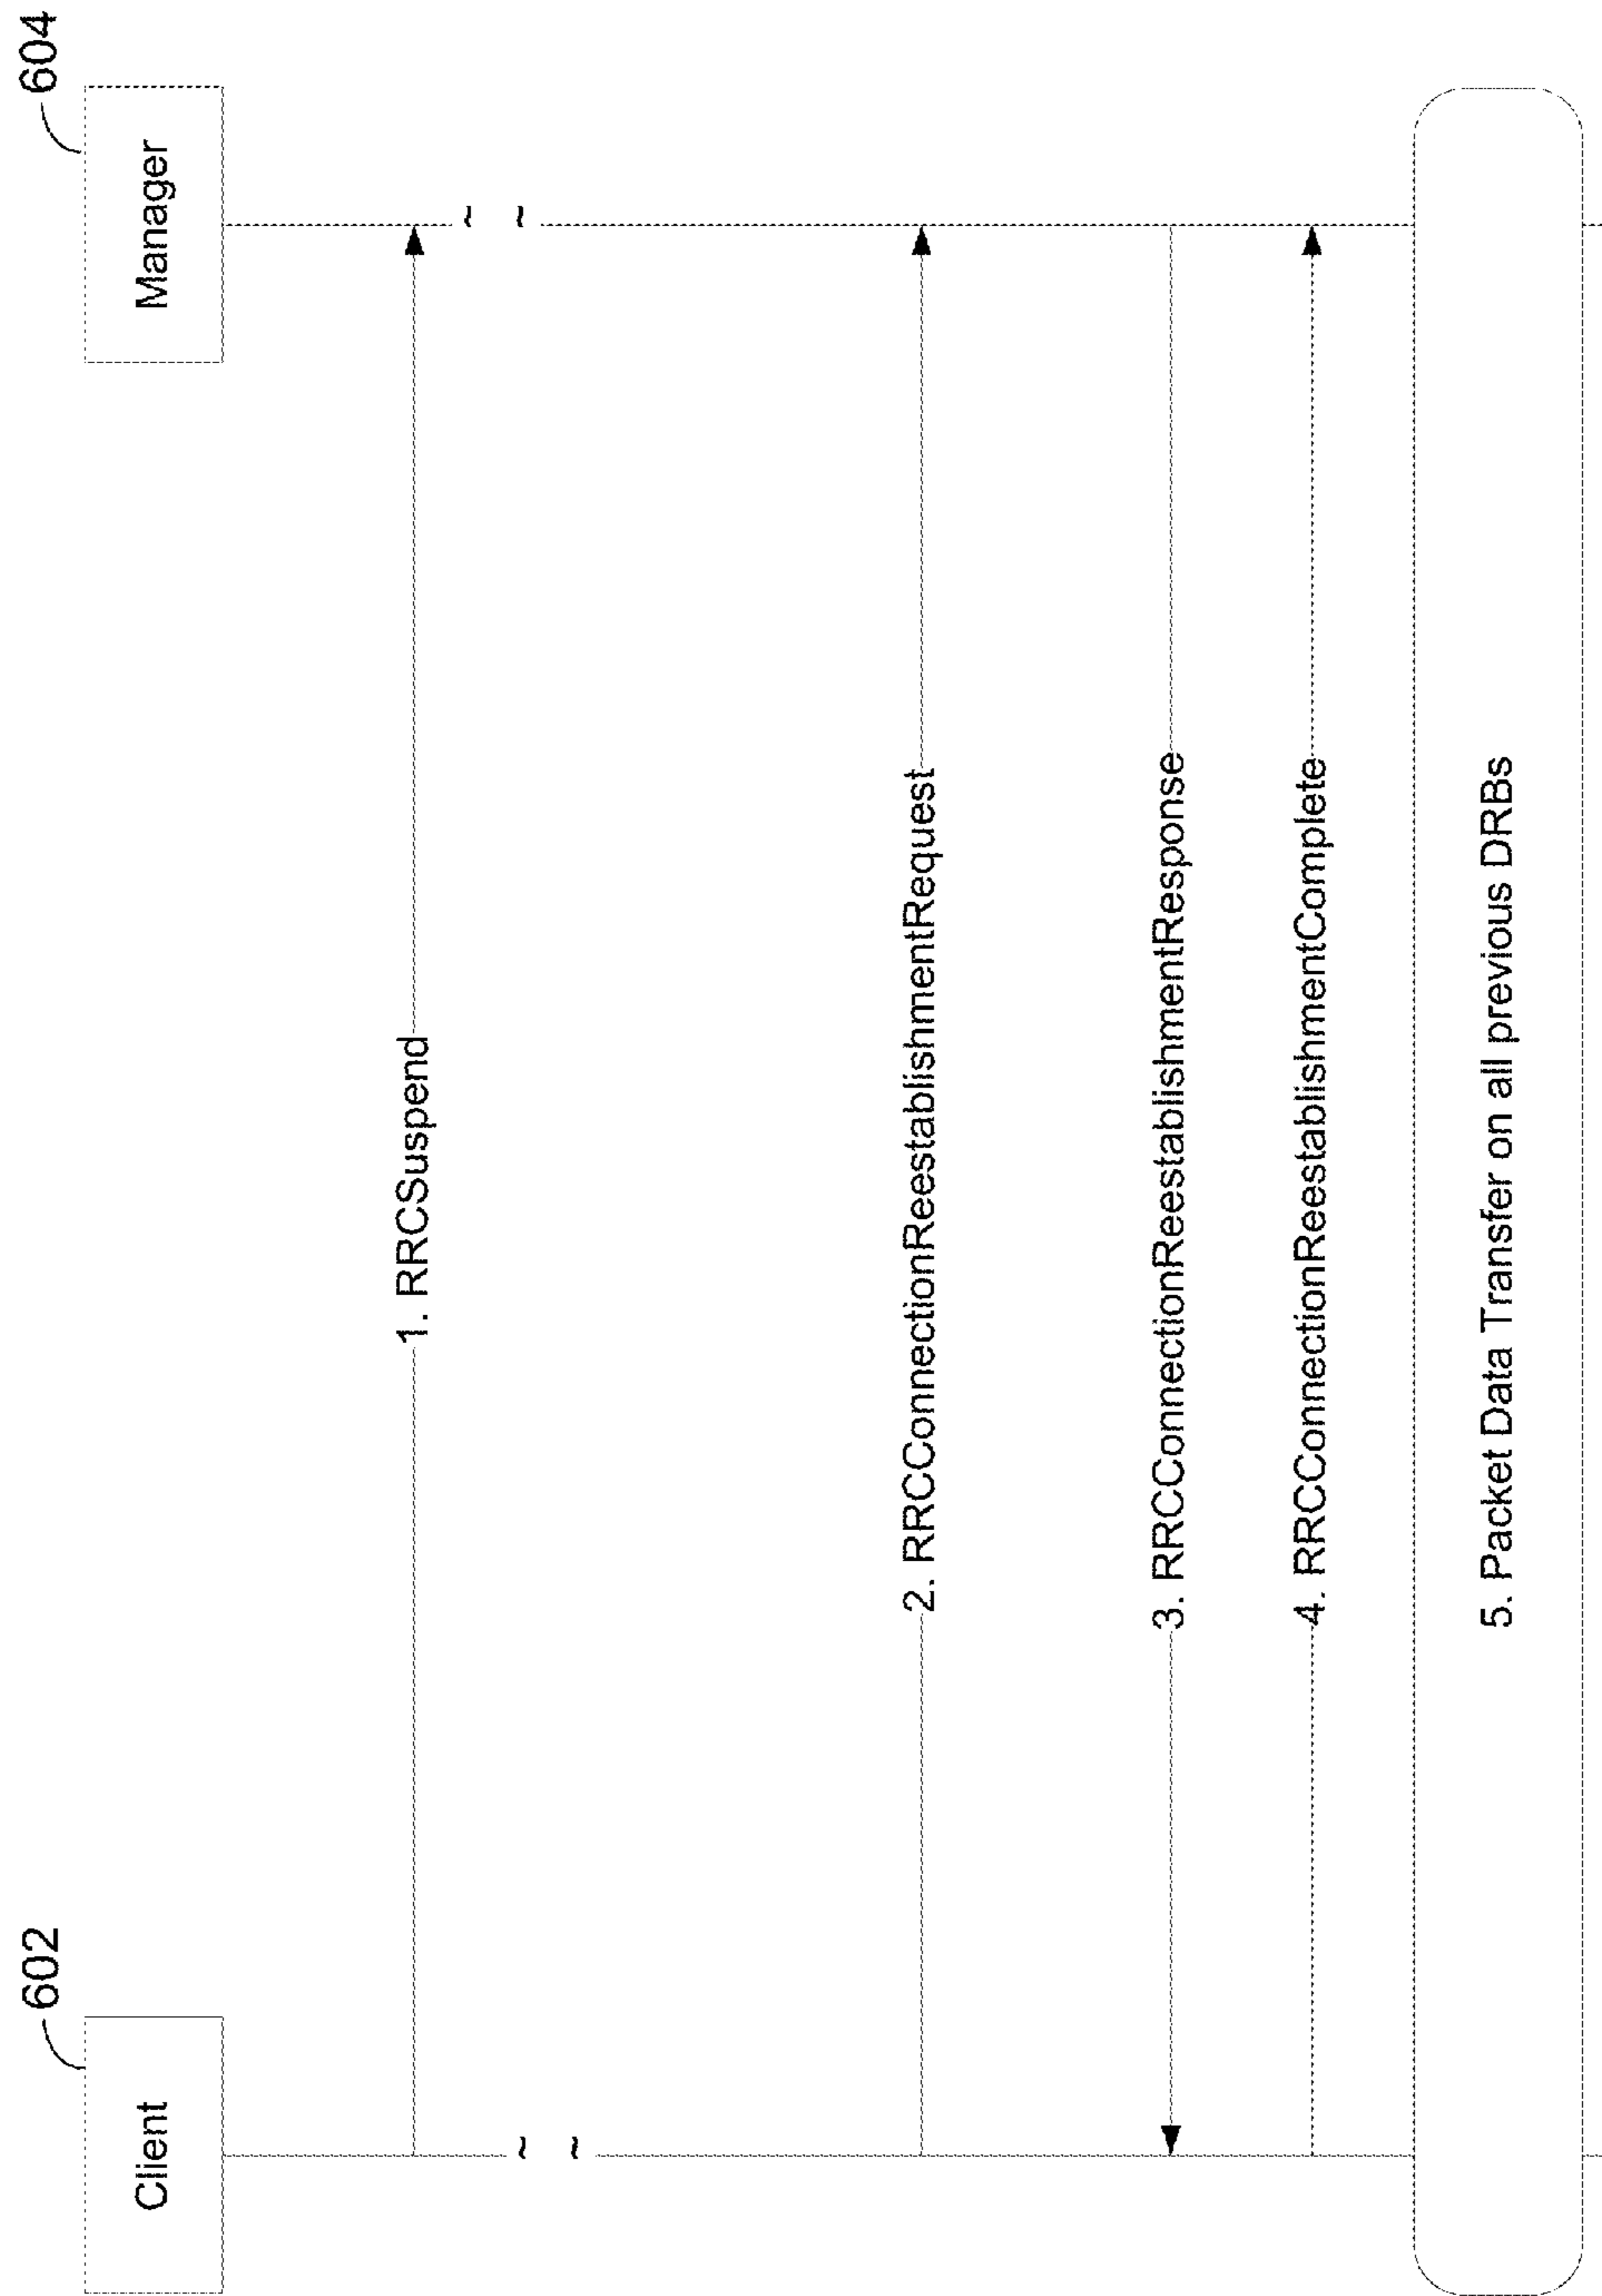 602
604
Client
Manager
1. RRCSuspend
2. RRCConnectionReestablishmentRequest
3. RRCConnectionReestablishmentResponse
4. RRCConnectionReestablishmentComplete
5. Packet Data Transfer on all previous DRBs